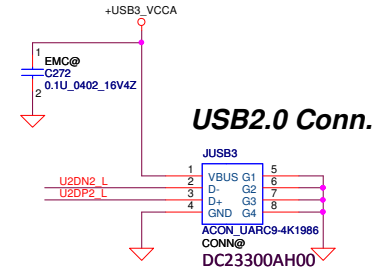 +USB3_VCCA
1
EMC@
C272
0.1U_0402_16V4Z
2
USB2.0 Conn.
JUSB3
1 VBUS G1 5
U2DN2_L 2 D- G2 6
U2DP2_L 3 D+ G3 7
4 GND G4 8
ACON_UARC9-4K1986
CONN@
DC23300AH00